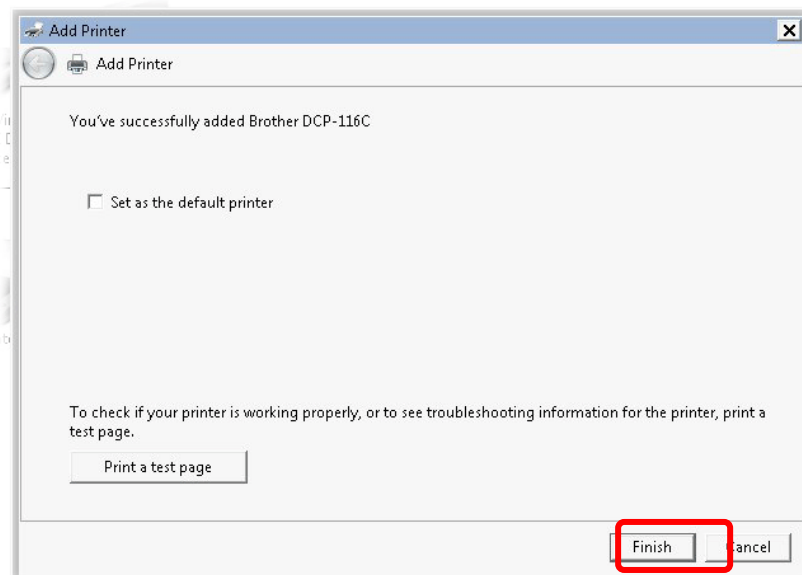 Add Printer
Add Printer
You've successfully added Brother DCP-116C
Set as the default printer
To check if your printer is working properly, or to see troubleshooting information for the printer, print a
test page.
Print a test page
Finish
Cancel